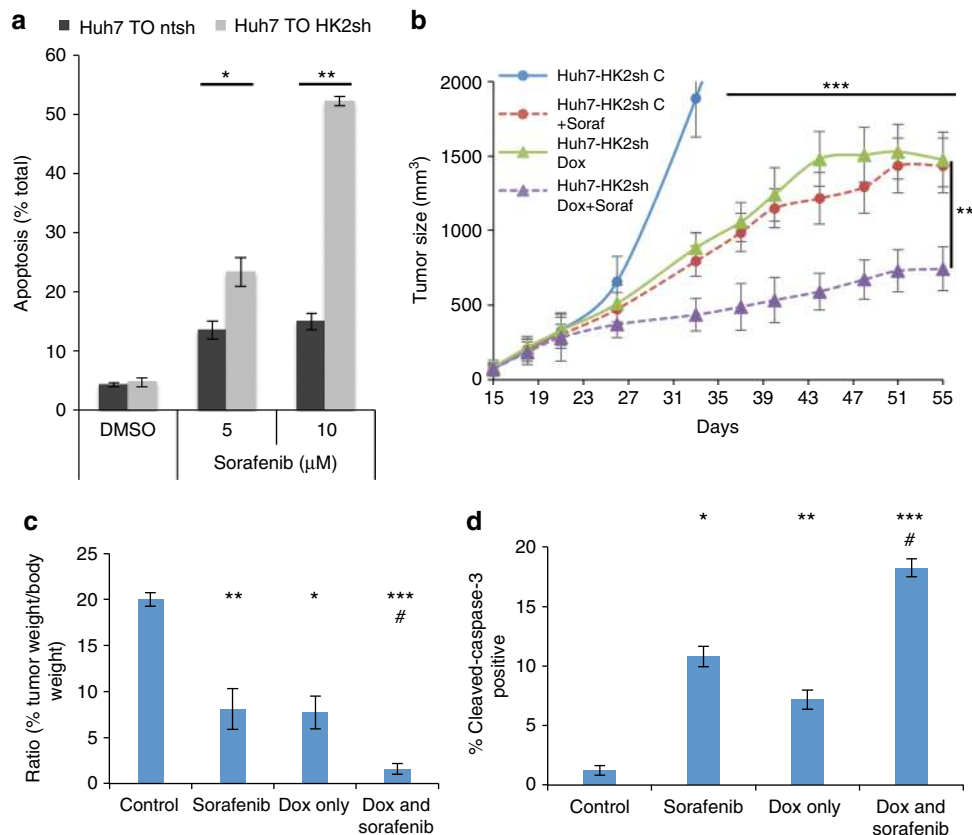 a
Huh7 TO ntsh
Huh7 TO HK2sh
Apoptosis (% total)
60
50
40
30
20
10
0
*
**
DMSO
5
10
Sorafenib (μM)
b
Huh7-HK2sh C
Huh7-HK2sh C
+Soraf
Huh7-HK2sh
Dox
Huh7-HK2sh
Dox+Soraf
Tumor size (mm³)
2000
1500
1000
500
0
***
**
15 19 23 27 31 35 39 40 44 48 51 55
Days
c
Ratio (% tumor weight/body
weight)
25
20
15
10
5
0
**
*
***
#
Control
Sorafenib
Dox only
Dox and
sorafenib
d
% Cleaved-caspase-3
positive
20
10
0
*
**
***
#
Control
Sorafenib
Dox only
Dox and
sorafenib